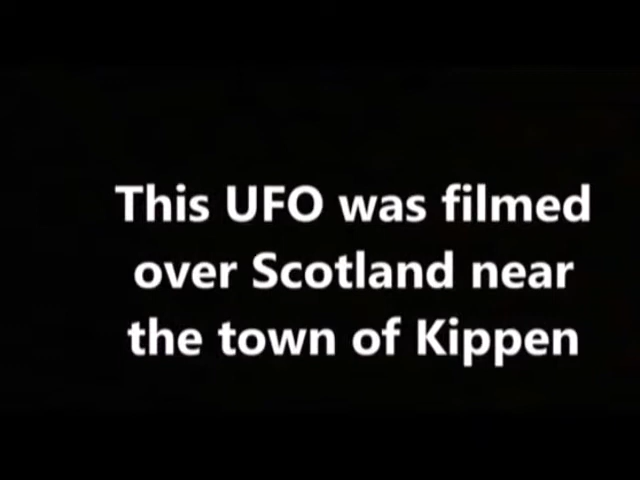 This UFO was filmed
over Scotland near
the town of Kippen